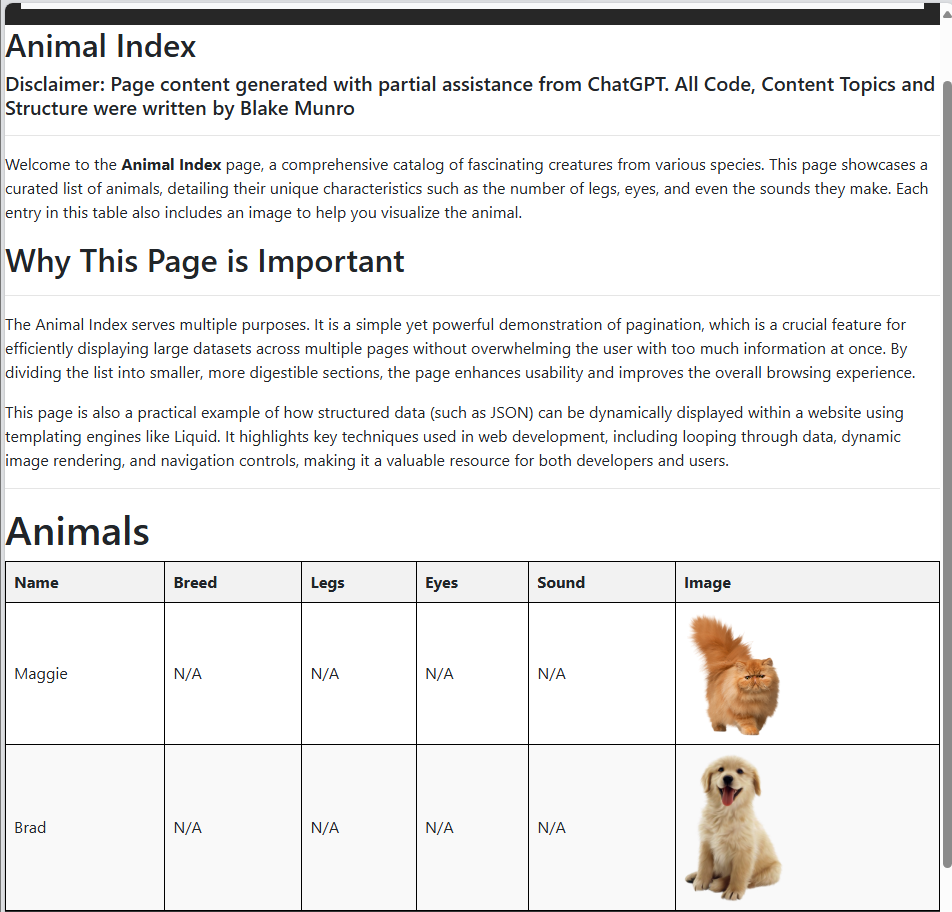 Animal Index
Disclaimer: Page content generated with partial assistance from ChatGPT. All Code, Content Topics and
Structure were written by Blake Munro
Welcome to the Animal Index page, a comprehensive catalog of fascinating creatures from various species. This page showcases a
curated list of animals, detailing their unique characteristics such as the number of legs, eyes, and even the sounds they make. Each
entry in this table also includes an image to help you visualize the animal.
Why This Page is Important
The Animal Index serves multiple purposes. It is a simple yet powerful demonstration of pagination, which is a crucial feature for
efficiently displaying large datasets across multiple pages without overwhelming the user with too much information at once. By
dividing the list into smaller, more digestible sections, the page enhances usability and improves the overall browsing experience.
This page is also a practical example of how structured data (such as JSON) can be dynamically displayed within a website using
templating engines like Liquid. It highlights key techniques used in web development, including looping through data, dynamic
image rendering, and navigation controls, making it a valuable resource for both developers and users.
Animals
Name Breed Legs Eyes Sound Image
Maggie N/A N/A N/A N/A
Brad N/A N/A N/A N/A